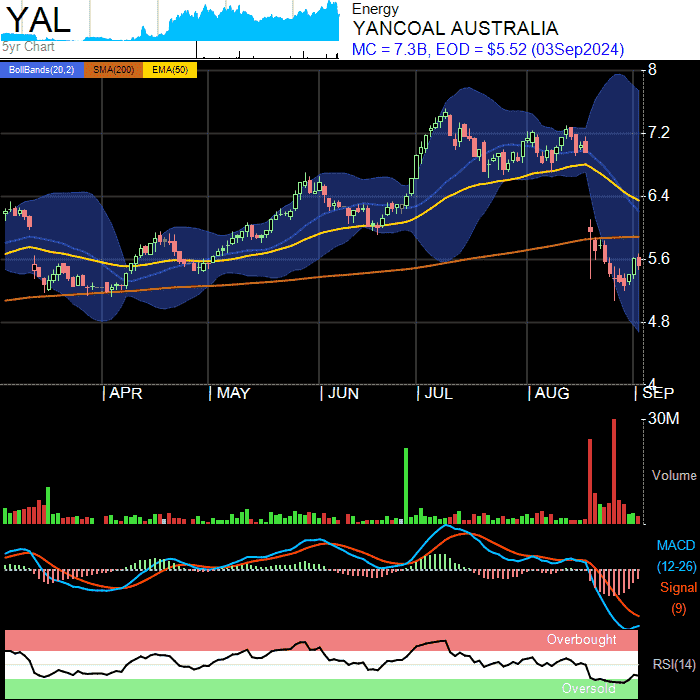 YAL
5yr Chart
Energy
YANCOAL AUSTRALIA
MC = 7.3B, EOD = $5.52 (03Sep2024)
BollBands(20,2) SMA(200) EMA(50)
8
7.2
6.4
5.6
4.8
4
APR MAY JUN JUL AUG SEP
30M
Volume
MACD
(12-26)
Signal
(9)
Overbought
RSI(14)
Oversold